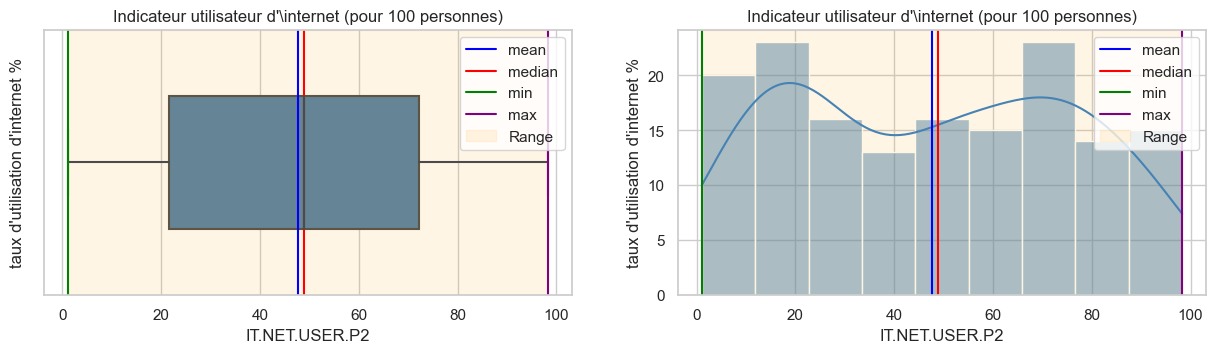 Indicateur utilisateur d'\internet (pour 100 personnes)
taux d'utilisation d'internet %
mean
median
min
max
Range
0 20 40 60 80 100
IT.NET.USER.P2
Indicateur utilisateur d'\internet (pour 100 personnes)
taux d'utilisation d'internet %
20
15
10
5
0
mean
median
min
max
Range
0 20 40 60 80 100
IT.NET.USER.P2